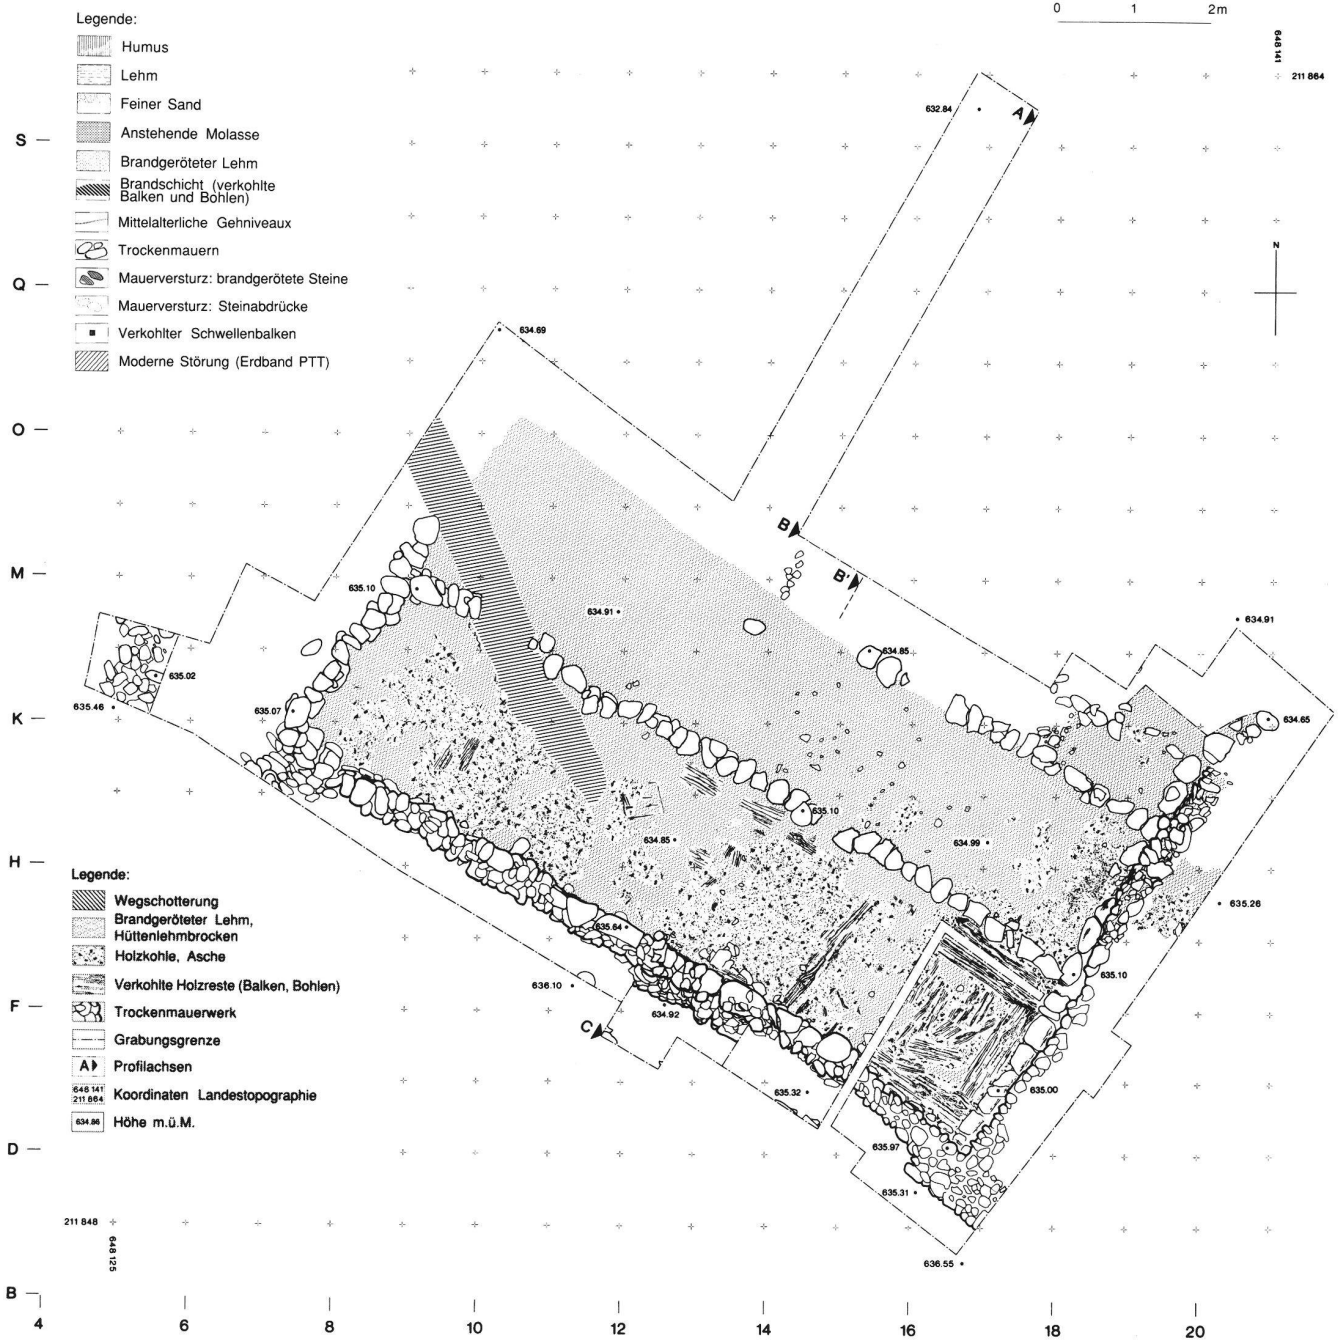 Legende:
Humus
Lehm
Feiner Sand
Anstehende Molasse
Brandgeröteter Lehm
Brandschicht (verkohlte
Balken und Bohlen)
Mittelalterliche Gehniveaux
Trockenmauern
Mauerversturz: brandgerötete Steine
Mauerversturz: Steinabdrücke
Verkohlter Schwellenbalken
Moderne Störung (Erdband PTT)
0 1 2m
648 141
211 864
632.84
A
S
N
Q
634.69
O
B
M
B'
635.10
634.91
634.91
634.85
635.02
635.46
635.07
634.65
K
635.10
634.85
634.99
H
Legende:
Wegschotterung
Brandgeröteter Lehm,
Hüttenlehmbrocken
Holzkohle, Asche
Verkohlte Holzreste (Balken, Bohlen)
Trockenmauerwerk
Grabungsgrenze
A Profilachsen
648 141
211 864
Koordinaten Landestopographie
634.86 Höhe m.ü.M.
635.26
635.64
635.10
636.10
F
634.92
C
635.32
635.00
D
635.97
635.31
211 848
648 125
636.55
B
4 6 8 10 12 14 16 18 20